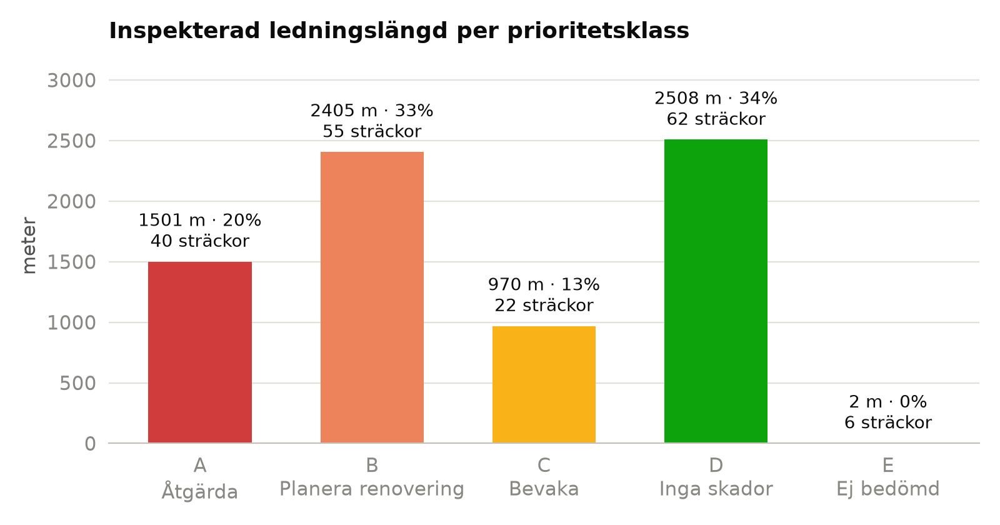 Inspekterad ledningslängd per prioritetsklass
meter
3000
2500
2000
1500
1000
500
0
1501 m · 20%
40 sträckor
2405 m · 33%
55 sträckor
970 m · 13%
22 sträckor
2508 m · 34%
62 sträckor
2 m · 0%
6 sträckor
A
Åtgärda
B
Planera renovering
C
Bevaka
D
Inga skador
E
Ej bedömd